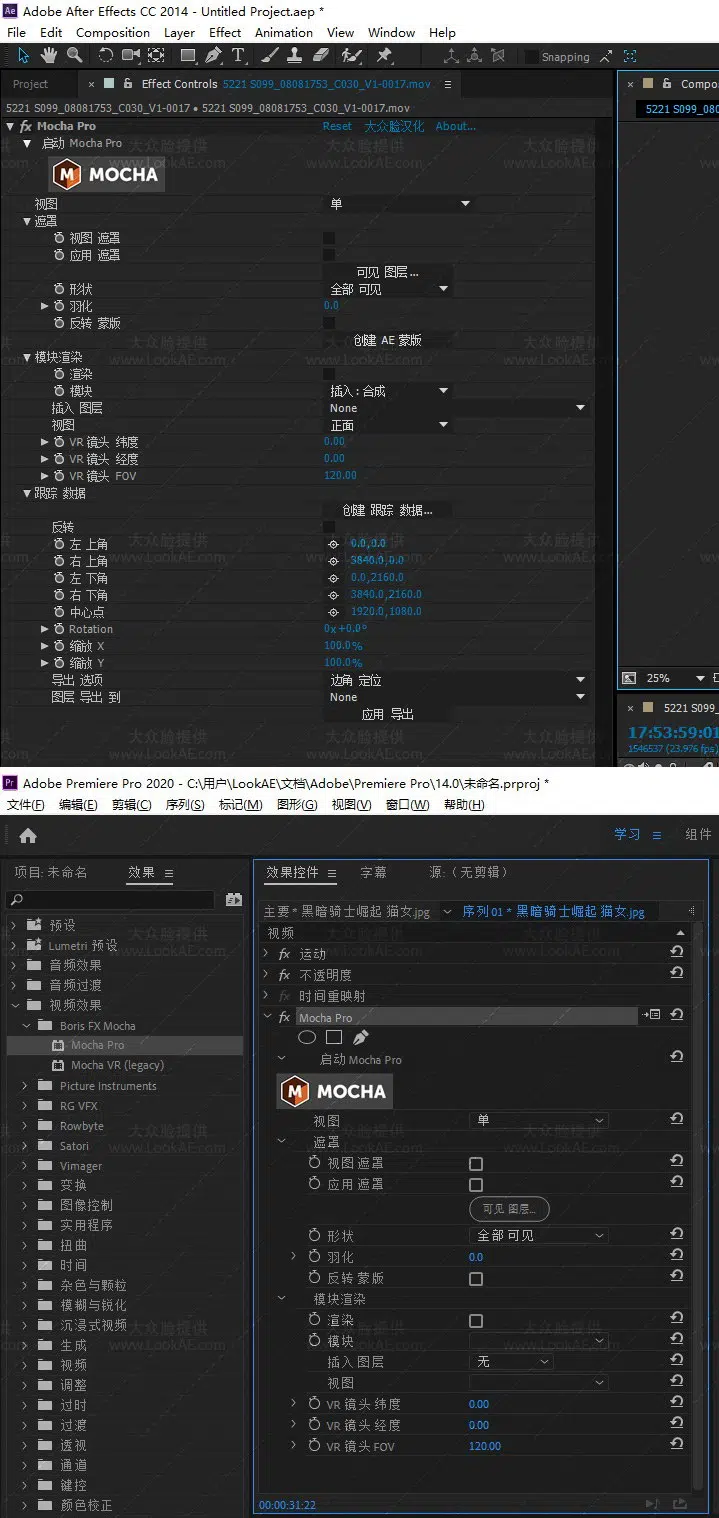 Ae Adobe After Effects CC 2014 - Untitled Project.aep *
File Edit Composition Layer Effect Animation View Window Help
Snapping
Project × Effect Controls 5221 S099_08081753_C030_V1-0017.mov × Compo
5221 S099_08081753_C030_V1-0017 • 5221 S099_08081753_C030_V1-0017.mov 5221 S099_080
fx Mocha Pro Reset 大众脸汉化 About...
启动 Mocha Pro
M MOCHA
视图 单
遮罩
视图 遮罩
应用 遮罩
可见 图层...
形状 全部 可见
羽化 0.0
反转 蒙版
创建 AE 蒙版
模块渲染
渲染
模块 插入：合成
插入 图层 None
视图 正面
VR 镜头 纬度 0.00
VR 镜头 经度 0.00
VR 镜头 FOV 120.00
跟踪 数据
创建 跟踪 数据...
反转
左 上角 0.0,0.0
右 上角 3840.0,0.0
左 下角 0.0,2160.0
右 下角 3840.0,2160.0
中心点 1920.0,1080.0
Rotation 0x+0.0°
缩放 X 100.0%
缩放 Y 100.0%
25%
导出 选项 边角 定位
图层 导出 到 None
× 5221 S099_
应用 导出
17:53:59:01
1546537 (23.976 fps)
大众脸提供
www.LookAE.com
Pr Adobe Premiere Pro 2020 - C:\用户\LookAE\文档\Adobe\Premiere Pro\14.0\未命名.prproj *
文件(F) 编辑(E) 剪辑(C) 序列(S) 标记(M) 图形(G) 视图(V) 窗口(W) 帮助(H)
学习 组件
项目: 未命名 效果 效果控件 字幕 源:（无剪辑）
主要 * 黑暗骑士崛起 猫女.jpg 序列 01 * 黑暗骑士崛起 猫女.jpg
预设
Lumetri 预设
音频效果
音频过渡
视频效果
Boris FX Mocha
Mocha Pro
Mocha VR (legacy)
Picture Instruments
RG VFX
Rowbyte
Satori
Vimager
变换
图像控制
实用程序
扭曲
时间
杂色与颗粒
模糊与锐化
沉浸式视频
生成
视频
调整
过时
过渡
透视
通道
键控
颜色校正
视频
fx 运动
fx 不透明度
fx 时间重映射
fx Mocha Pro
启动 Mocha Pro
M MOCHA
视图 单
遮罩
视图 遮罩
应用 遮罩
可见 图层...
形状 全部 可见
羽化 0.0
反转 蒙版
模块渲染
渲染
模块
插入 图层 无
视图
VR 镜头 纬度 0.00
VR 镜头 经度 0.00
VR 镜头 FOV 120.00
00:00:31:22